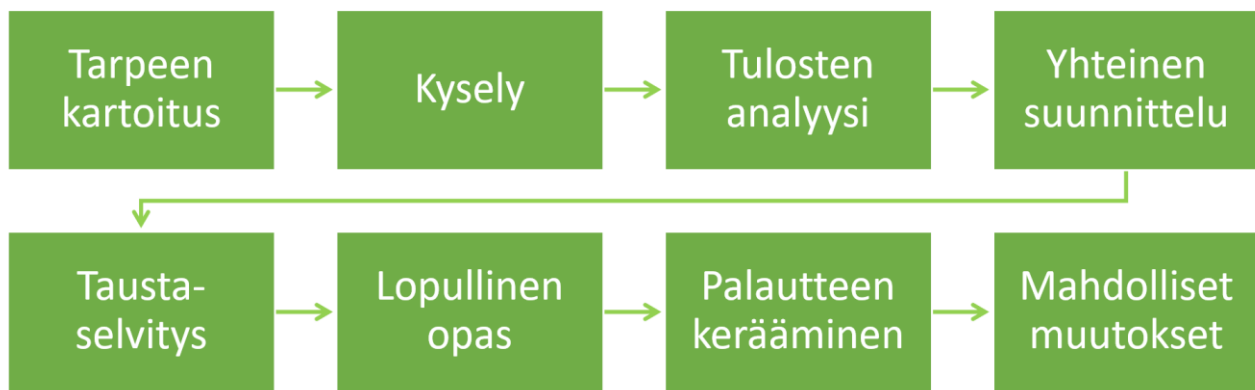 Tarpeen
kartoitus
Kysely
Tulosten
analyysi
Yhteinen
suunnittelu
Tausta-
selvitys
Lopullinen
opas
Palautteen
kerääminen
Mahdolliset
muutokset